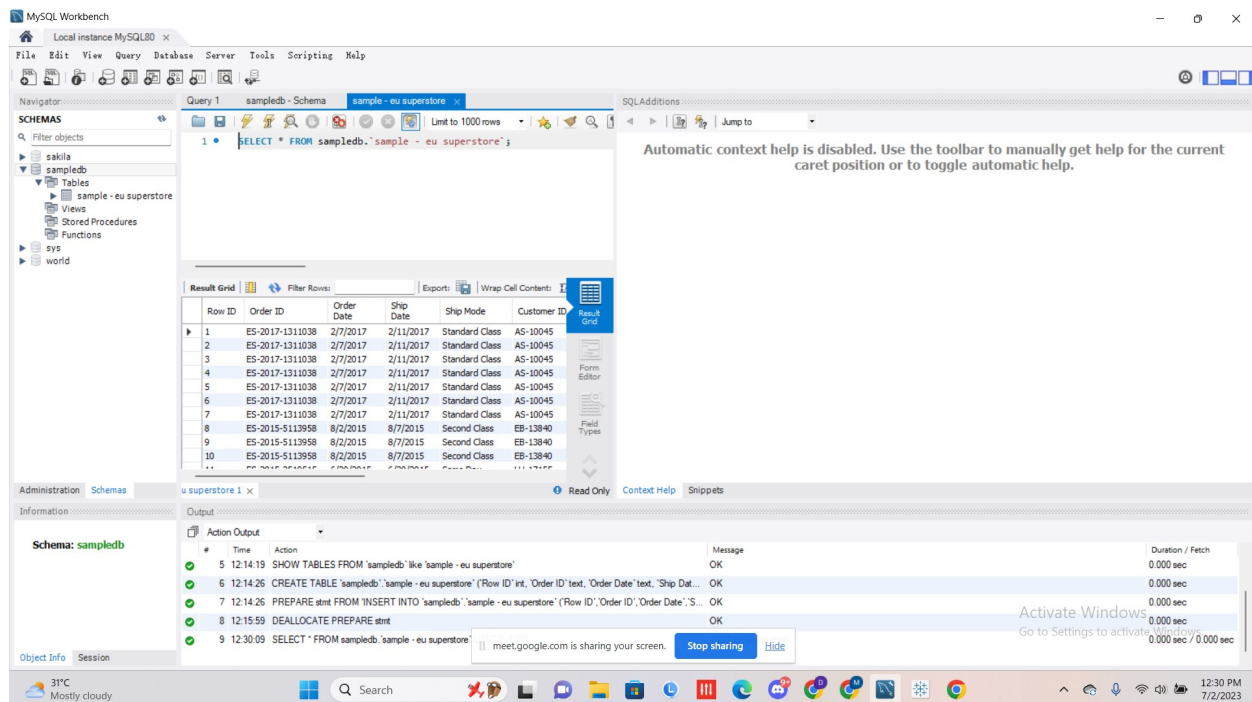 MySQL Workbench
Local instance MySQL80
File Edit View Query Database Server Tools Scripting Help
Navigator
SCHEMAS
Filter objects
sakila
sampledb
Tables
sample - eu superstore
Views
Stored Procedures
Functions
sys
world
Administration Schemas
Information
Schema: sampledb
Object Info Session
Query 1 sampledb - Schema sample - eu superstore
Limit to 1000 rows
1 SELECT * FROM sampledb.`sample - eu superstore`;
Result Grid Filter Rows: Export: Wrap Cell Content:
Row ID Order ID Order Date Ship Date Ship Mode Customer ID
1 ES-2017-1311038 2/7/2017 2/11/2017 Standard Class AS-10045
2 ES-2017-1311038 2/7/2017 2/11/2017 Standard Class AS-10045
3 ES-2017-1311038 2/7/2017 2/11/2017 Standard Class AS-10045
4 ES-2017-1311038 2/7/2017 2/11/2017 Standard Class AS-10045
5 ES-2017-1311038 2/7/2017 2/11/2017 Standard Class AS-10045
6 ES-2017-1311038 2/7/2017 2/11/2017 Standard Class AS-10045
7 ES-2017-1311038 2/7/2017 2/11/2017 Standard Class AS-10045
8 ES-2015-5113958 8/2/2015 8/7/2015 Second Class EB-13840
9 ES-2015-5113958 8/2/2015 8/7/2015 Second Class EB-13840
10 ES-2015-5113958 8/2/2015 8/7/2015 Second Class EB-13840
Result Grid
Form Editor
Field Types
u superstore 1
Read Only
SQLAdditions
Jump to
Automatic context help is disabled. Use the toolbar to manually get help for the current
caret position or to toggle automatic help.
Context Help Snippets
Output
Action Output
# Time Action Message Duration / Fetch
5 12:14:19 SHOW TABLES FROM `sampledb` like 'sample - eu superstore' OK 0.000 sec
6 12:14:26 CREATE TABLE `sampledb`.`sample - eu superstore` (`Row ID` int, `Order ID` text, `Order Date` text, `Ship Dat... OK 0.000 sec
7 12:14:26 PREPARE stmt FROM 'INSERT INTO `sampledb`.`sample - eu superstore` (`Row ID`,`Order ID`,`Order Date`,`S... OK 0.000 sec
8 12:15:59 DEALLOCATE PREPARE stmt OK 0.000 sec
9 12:30:09 SELECT * FROM sampledb.`sample - eu superstore` 0.000 sec / 0.000 sec
Activate Windows
Go to Settings to activate Windows.
meet.google.com is sharing your screen. Stop sharing Hide
31°C
Mostly cloudy
Search
12:30 PM
7/2/2023